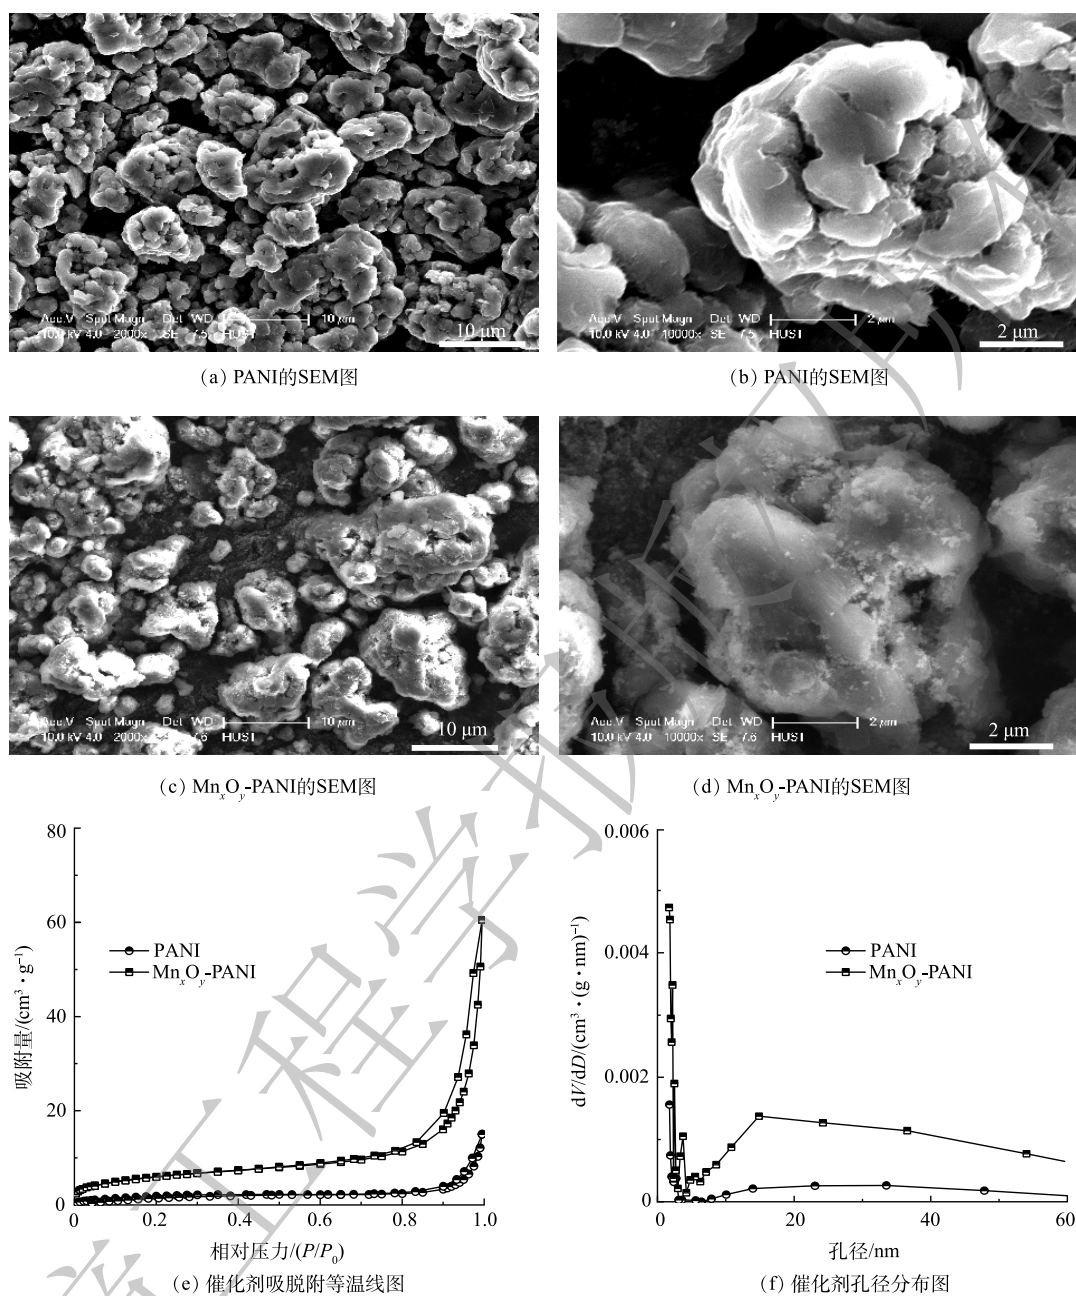 Acc.V Spot Magn Det WD 10 μm
10.0 kV 4.0 2000x SE 7.5 HUST
10 μm
Acc.V Spot Magn Det WD 2 μm
10.0 kV 4.0 10000x SE 7.5 HUST
2 μm
(a) PANI的SEM图
(b) PANI的SEM图
Acc.V Spot Magn Det WD 10 μm
10.0 kV 4.0 2000x SE 7.6 HUST
10 μm
Acc.V Spot Magn Det WD 2 μm
10.0 kV 4.0 10000x SE 7.6 HUST
2 μm
(c) MnxOy-PANI的SEM图
(d) MnxOy-PANI的SEM图
80
60
40
20
0
吸附量/(cm³·g⁻¹)
PANI
MnxOy-PANI
0 0.2 0.4 0.6 0.8 1.0
相对压力/(P/P0)
(e) 催化剂吸脱附等温线图
0.006
0.004
0.002
0
dV/dD/(cm³·(g·nm)⁻¹)
PANI
MnxOy-PANI
0 20 40 60
孔径/nm
(f) 催化剂孔径分布图